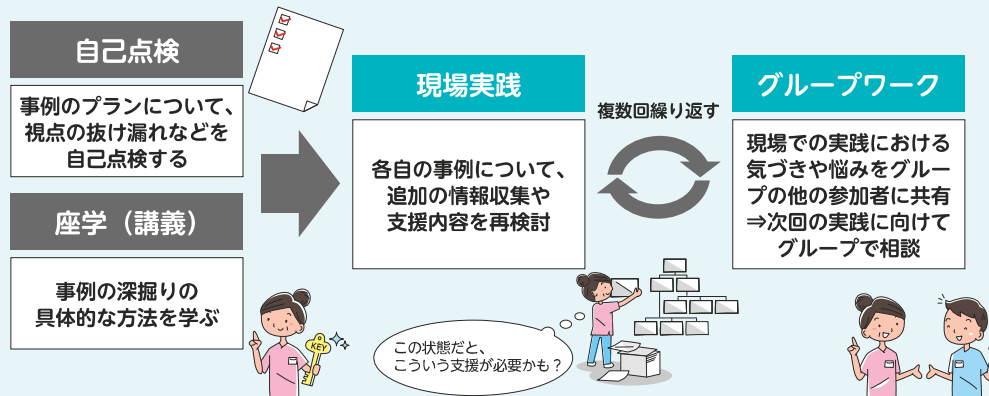 自己点検
事例のプランについて、
視点の抜け漏れなどを
自己点検する
座学（講義）
事例の深掘りの
具体的な方法を学ぶ
KEY
現場実践
各自の事例について、
追加の情報収集や
支援内容を再検討
この状態だと、
こういう支援が必要かも？
複数回繰り返す
グループワーク
現場での実践における
気づきや悩みをグルー
プの他の参加者に共有
⇒次回の実践に向けて
グループで相談